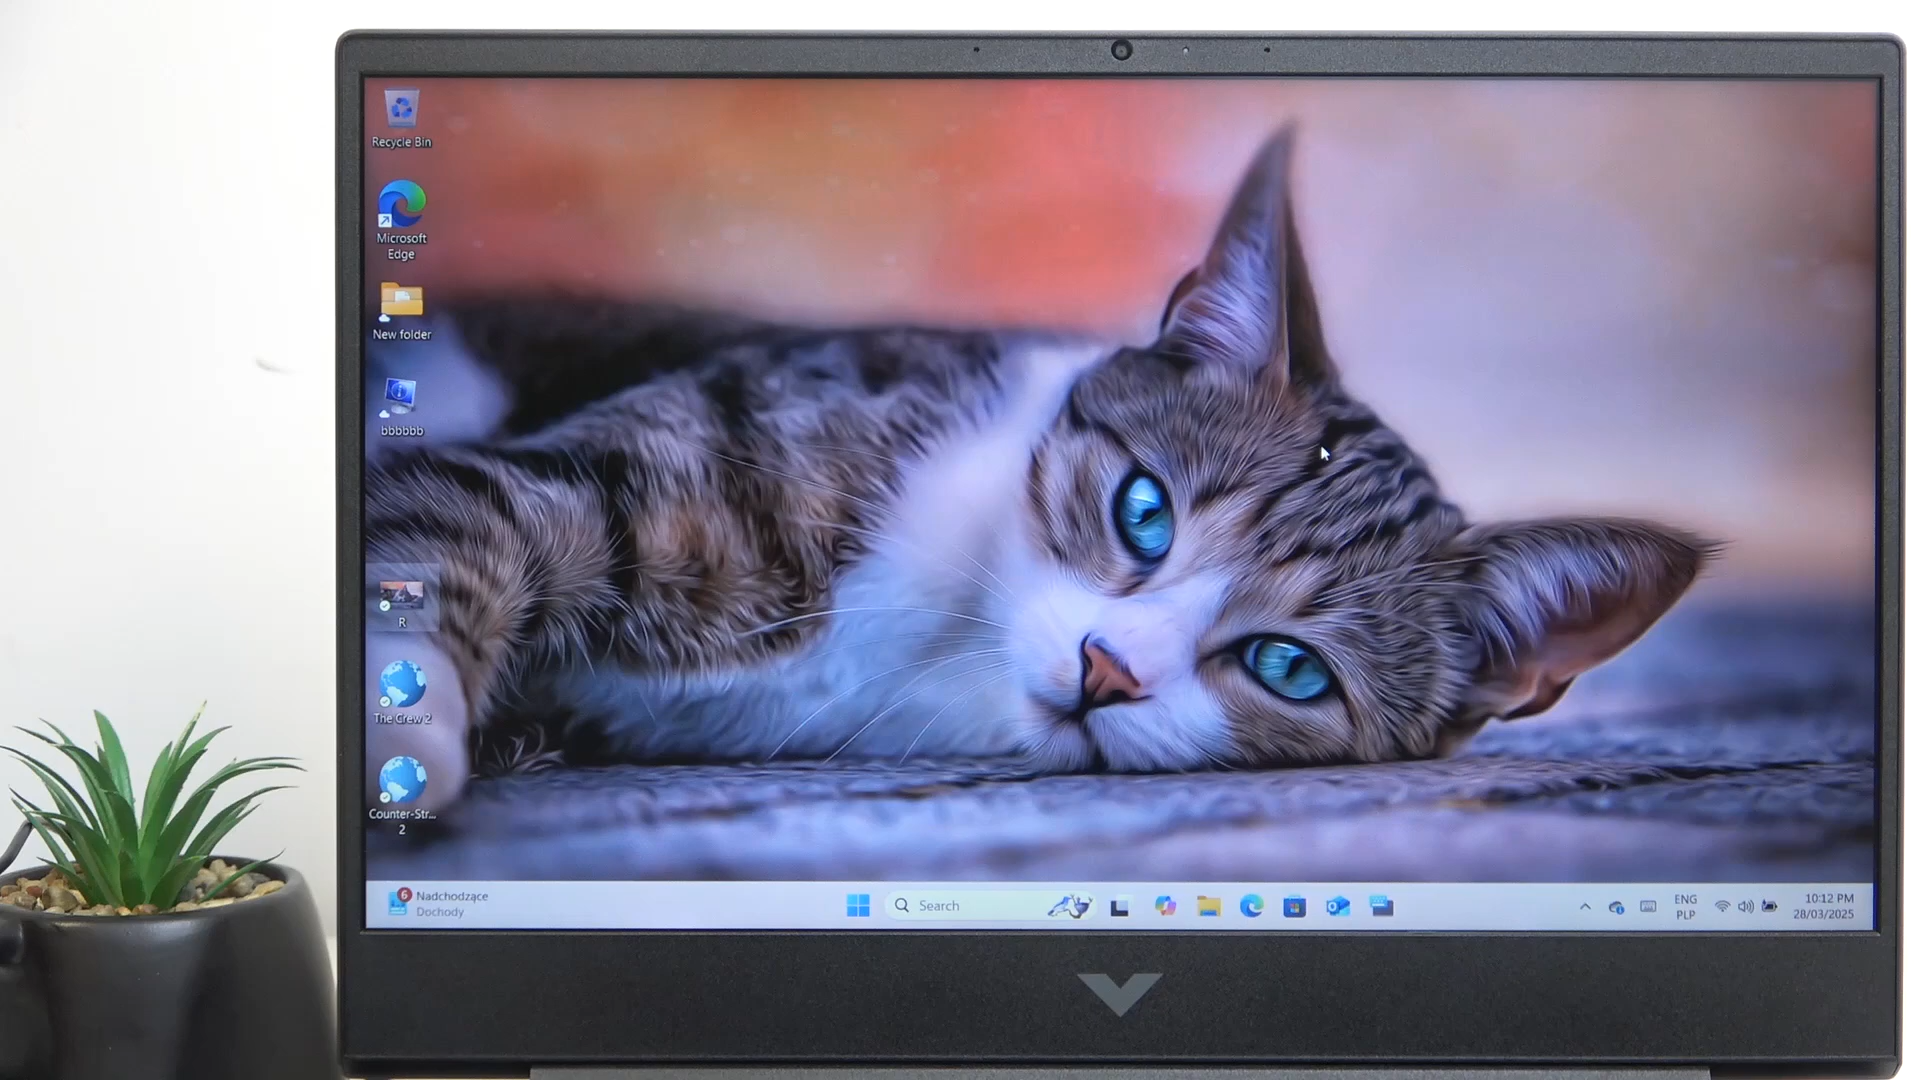 Recycle Bin
Microsoft
Edge
New folder
bbbbbb
R
The Crew 2
Counter-Str...
2
6
Nadchodzące
Dochody
Search
ENG
PLP
10:12 PM
28/03/2025